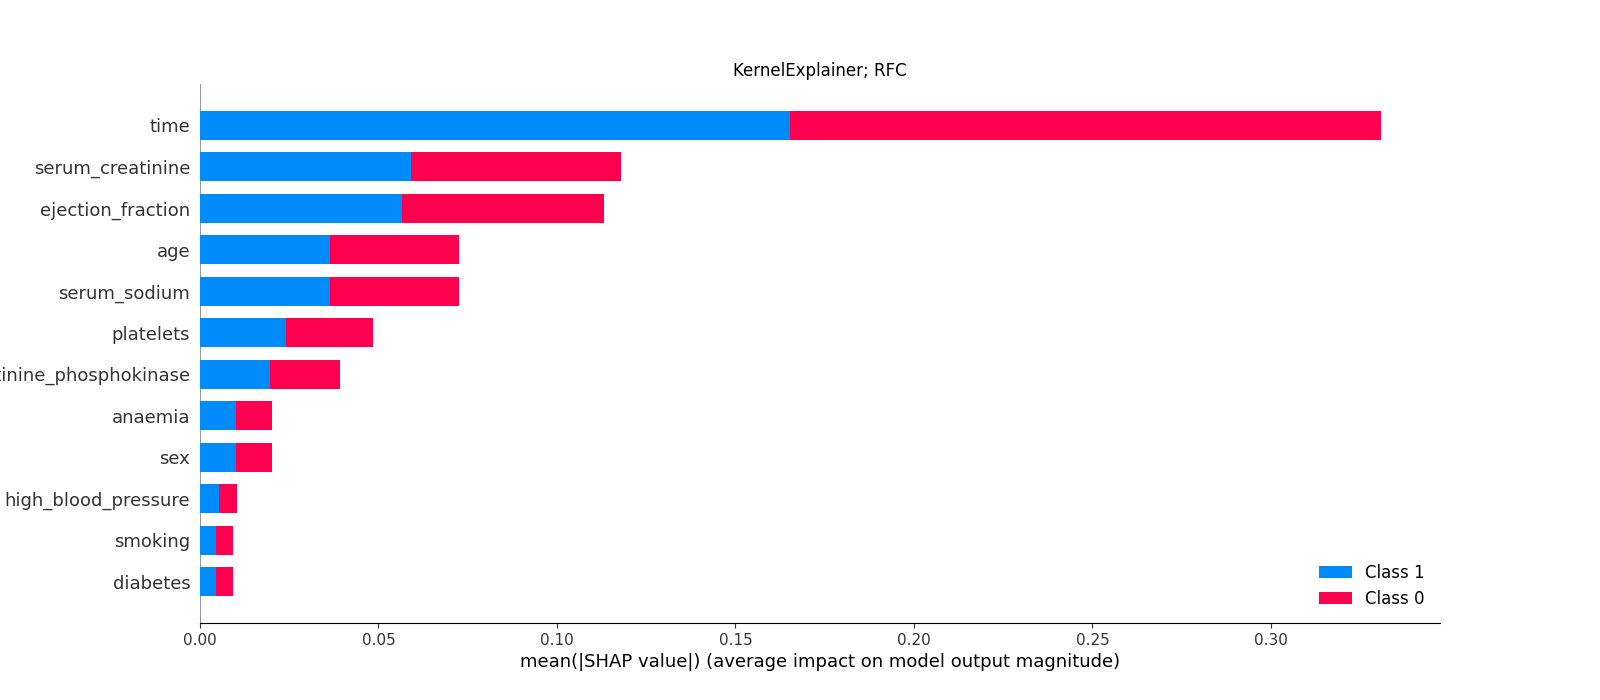 KernelExplainer; RFC
time
serum_creatinine
ejection_fraction
age
serum_sodium
platelets
tinine_phosphokinase
anaemia
sex
high_blood_pressure
smoking
diabetes
Class 1
Class 0
0.00 0.05 0.10 0.15 0.20 0.25 0.30
mean(|SHAP value|) (average impact on model output magnitude)